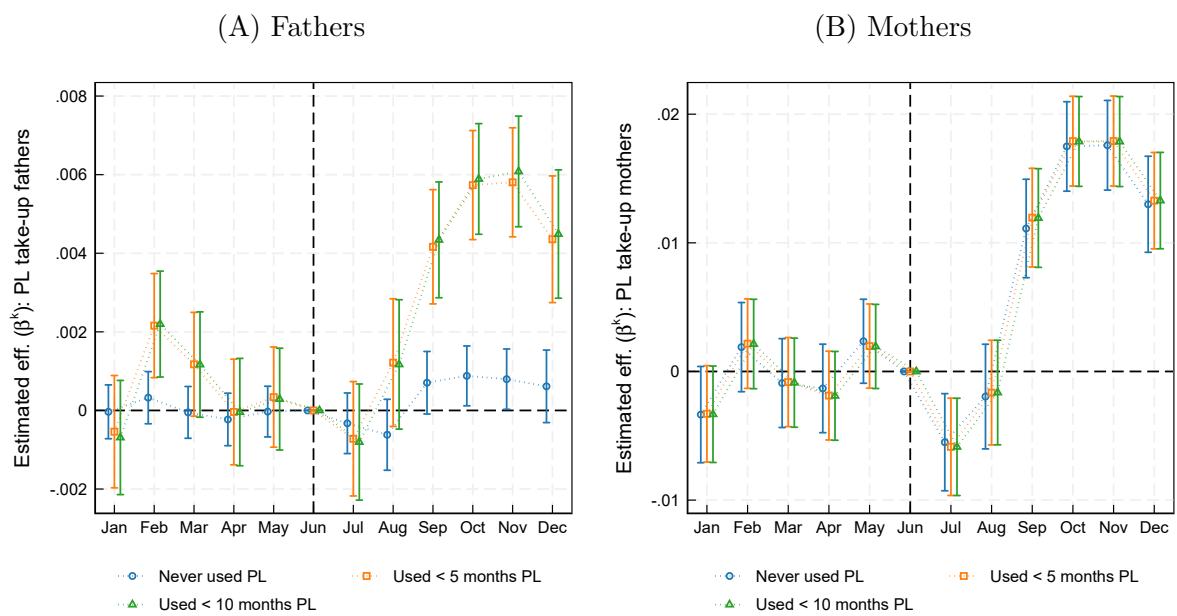 (A) Fathers
Estimated eff. (β^k): PL take-up fathers
.008
.006
.004
.002
0
-.002
Jan Feb Mar Apr May Jun Jul Aug Sep Oct Nov Dec
Never used PL
Used < 5 months PL
Used < 10 months PL
(B) Mothers
Estimated eff. (β^k): PL take-up mothers
.02
.01
0
-.01
Jan Feb Mar Apr May Jun Jul Aug Sep Oct Nov Dec
Never used PL
Used < 5 months PL
Used < 10 months PL